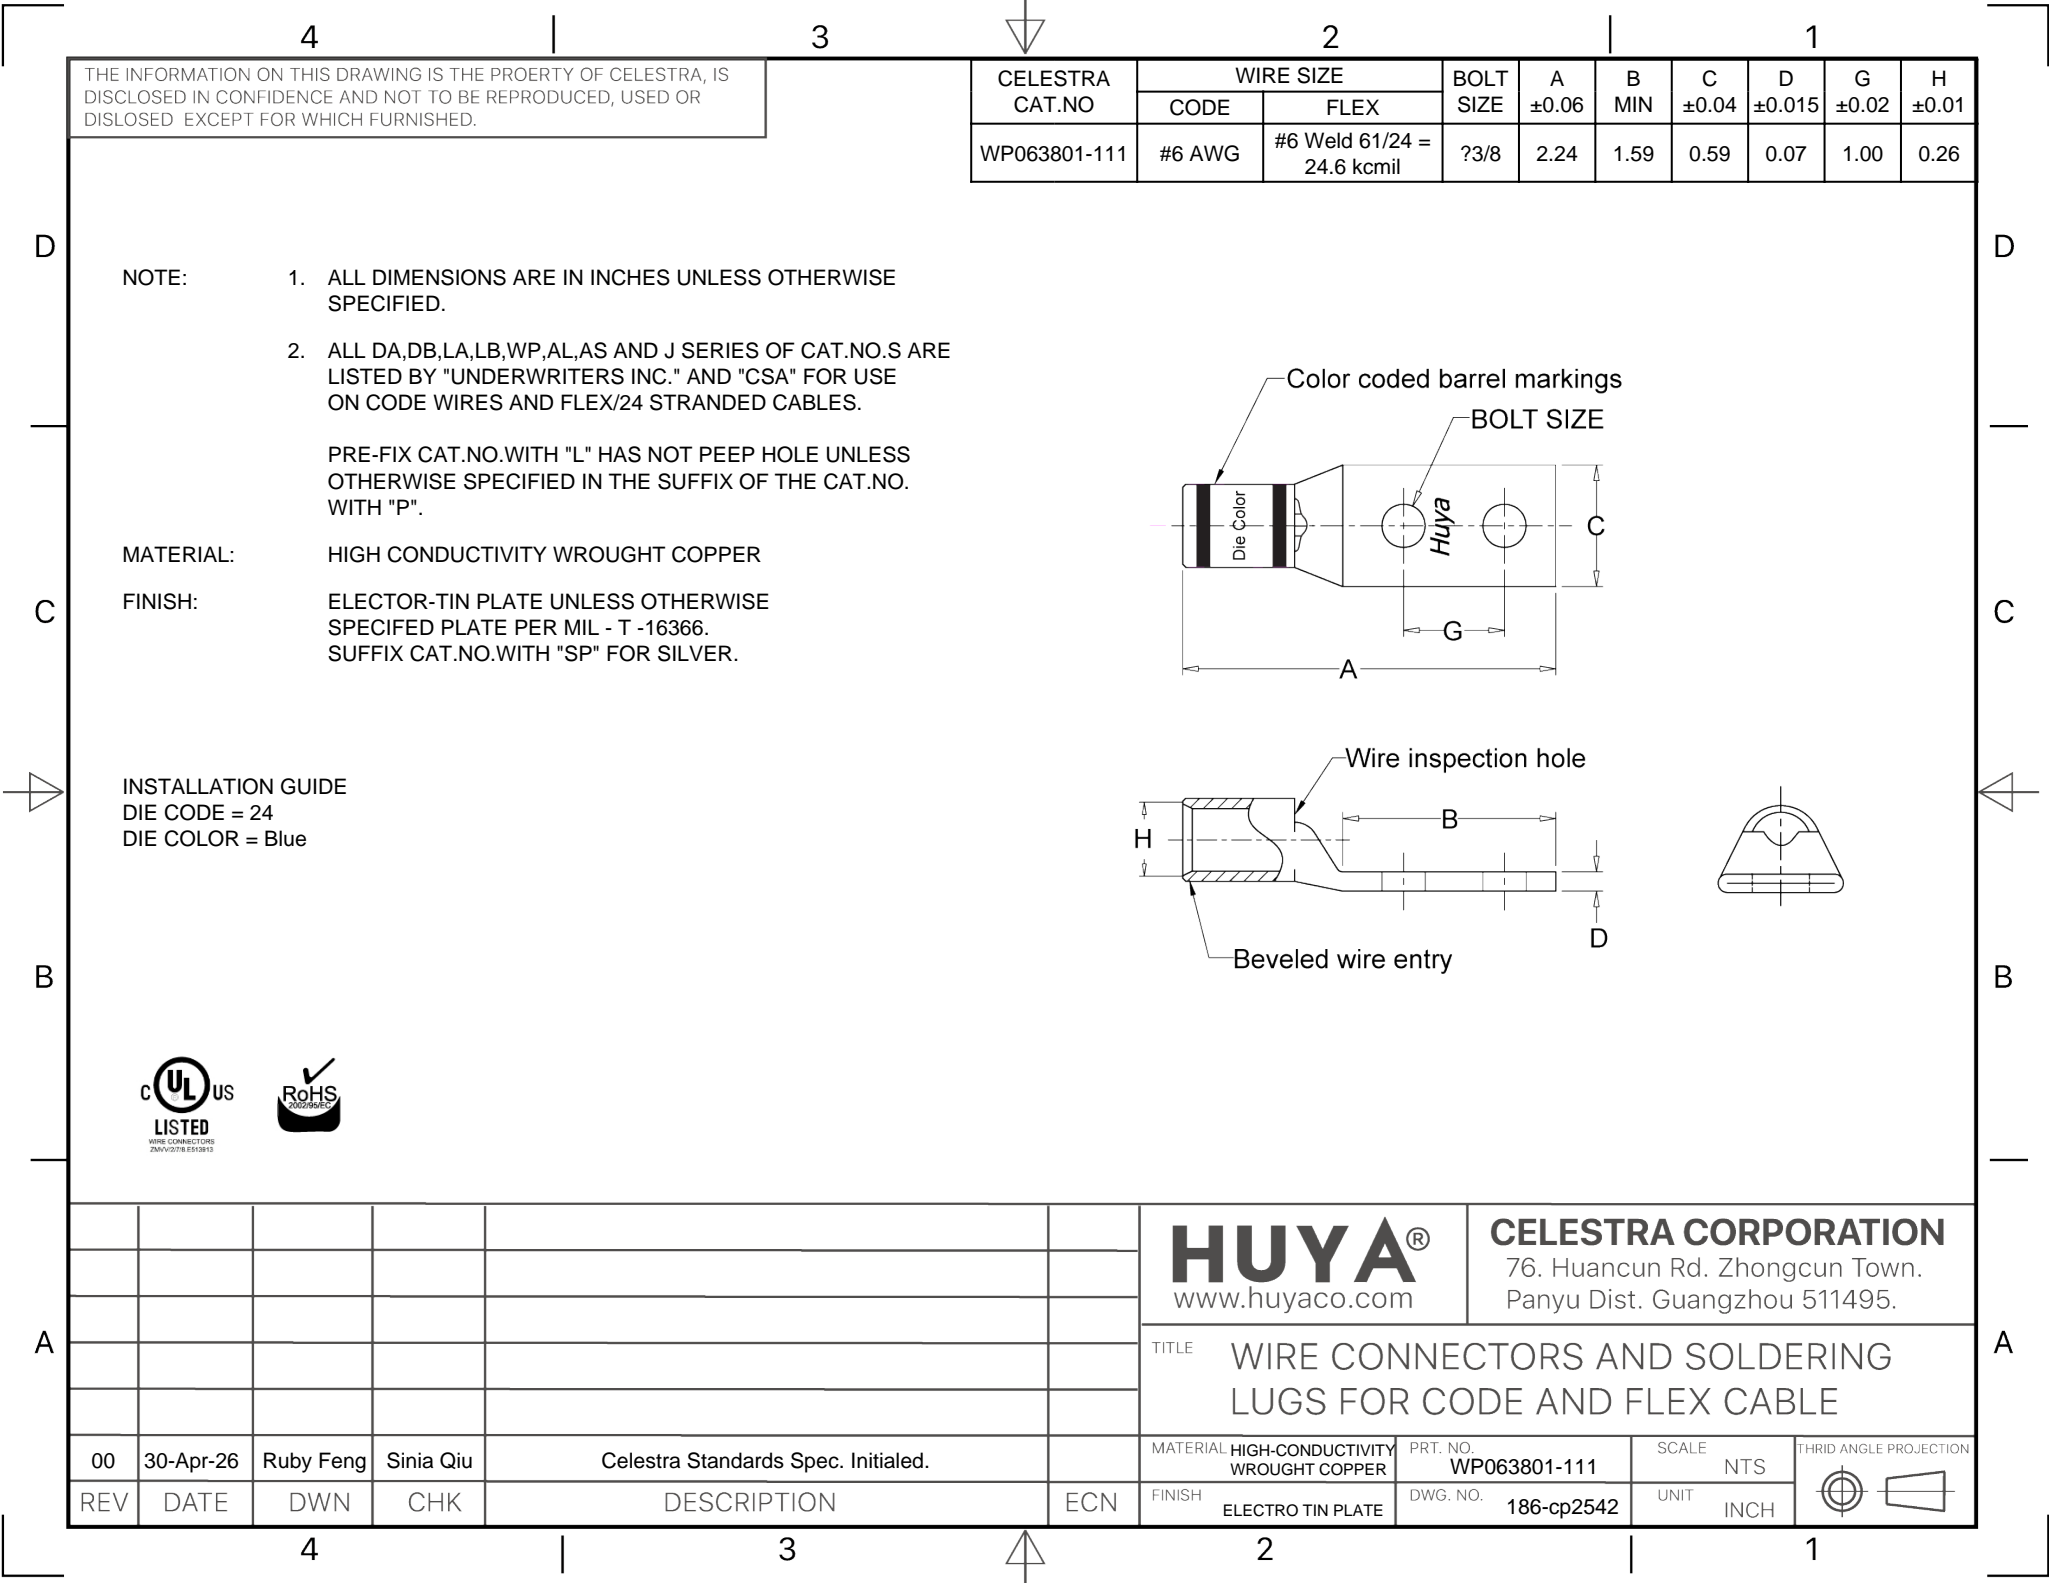 4 3 2 1
THE INFORMATION ON THIS DRAWING IS THE PROERTY OF CELESTRA, IS
DISCLOSED IN CONFIDENCE AND NOT TO BE REPRODUCED, USED OR
DISLOSED EXCEPT FOR WHICH FURNISHED.
CELESTRA CAT.NO WIRE SIZE CODE FLEX BOLT SIZE A ±0.06 B MIN C ±0.04 D ±0.015 G ±0.02 H ±0.01
WP063801-111 #6 AWG #6 Weld 61/24 = 24.6 kcmil ?3/8 2.24 1.59 0.59 0.07 1.00 0.26
D D
NOTE: 1. ALL DIMENSIONS ARE IN INCHES UNLESS OTHERWISE
SPECIFIED.
2. ALL DA,DB,LA,LB,WP,AL,AS AND J SERIES OF CAT.NO.S ARE
LISTED BY "UNDERWRITERS INC." AND "CSA" FOR USE
ON CODE WIRES AND FLEX/24 STRANDED CABLES.
PRE-FIX CAT.NO.WITH "L" HAS NOT PEEP HOLE UNLESS
OTHERWISE SPECIFIED IN THE SUFFIX OF THE CAT.NO.
WITH "P".
MATERIAL: HIGH CONDUCTIVITY WROUGHT COPPER
FINISH: ELECTOR-TIN PLATE UNLESS OTHERWISE
SPECIFED PLATE PER MIL - T -16366.
SUFFIX CAT.NO.WITH "SP" FOR SILVER.
C C
Color coded barrel markings
BOLT SIZE
Die Color
Huya
C
G
A
INSTALLATION GUIDE
DIE CODE = 24
DIE COLOR = Blue
Wire inspection hole
H
B
D
Beveled wire entry
B B
C UL US
LISTED
WIRE CONNECTORS
ZMVV/2/7/8.E513913
RoHS
2002/95/EC
A A
HUYA®
www.huyaco.com
CELESTRA CORPORATION
76. Huancun Rd. Zhongcun Town.
Panyu Dist. Guangzhou 511495.
TITLE WIRE CONNECTORS AND SOLDERING
LUGS FOR CODE AND FLEX CABLE
00 30-Apr-26 Ruby Feng Sinia Qiu Celestra Standards Spec. Initialed.
REV DATE DWN CHK DESCRIPTION ECN
MATERIAL HIGH-CONDUCTIVITY
WROUGHT COPPER
PRT. NO.
WP063801-111
SCALE
NTS
THRID ANGLE PROJECTION
FINISH
ELECTRO TIN PLATE
DWG. NO.
186-cp2542
UNIT
INCH
4 3 2 1